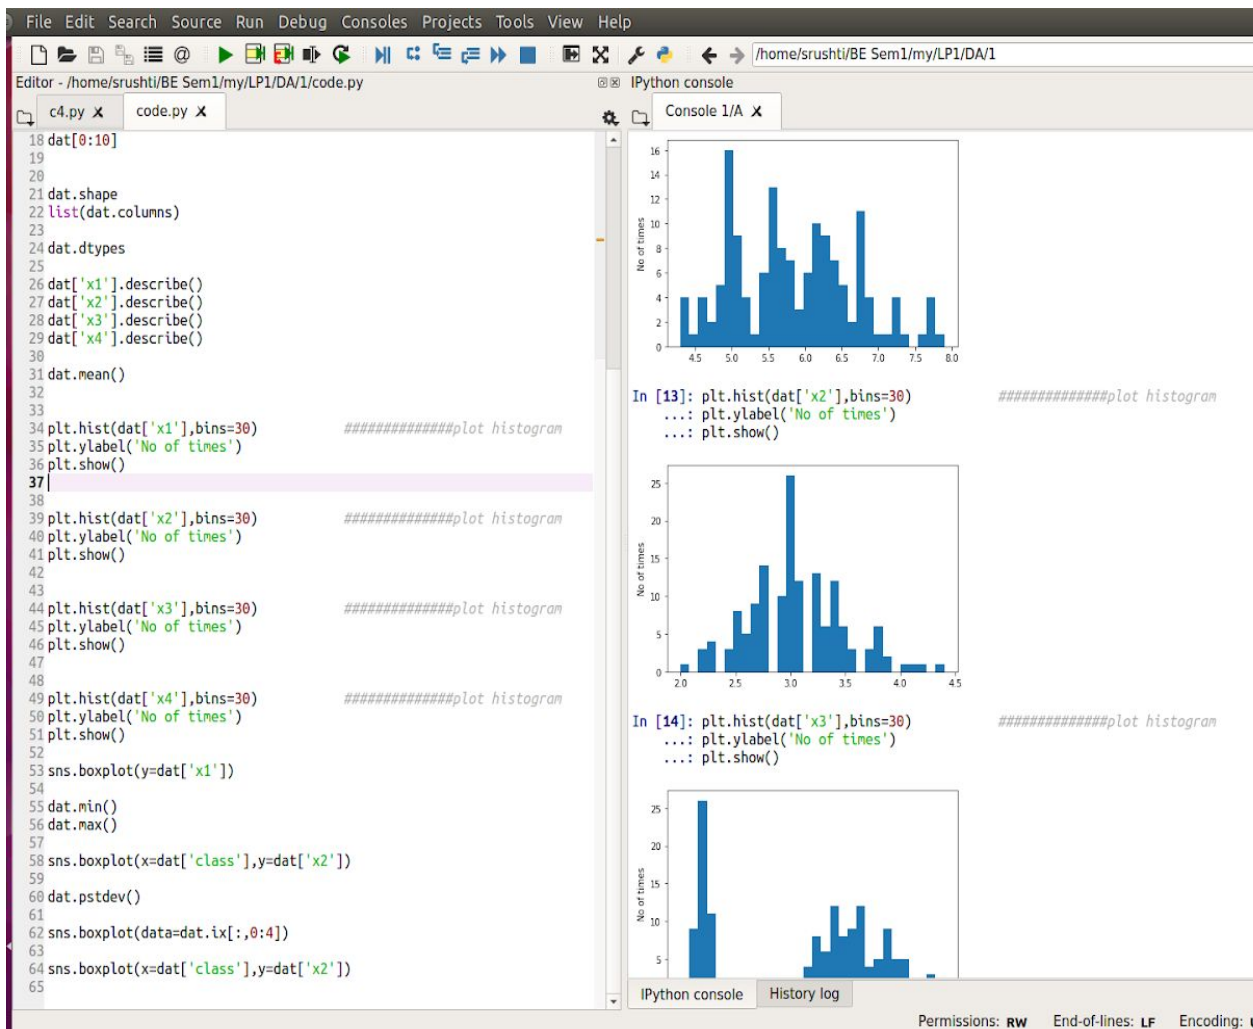 File Edit Search Source Run Debug Consoles Projects Tools View Help
/home/srushti/BE Sem1/my/LP1/DA/1
Editor - /home/srushti/BE Sem1/my/LP1/DA/1/code.py
c4.py
code.py
18 dat[0:10]
19
20
21 dat.shape
22 list(dat.columns)
23
24 dat.dtypes
25
26 dat['x1'].describe()
27 dat['x2'].describe()
28 dat['x3'].describe()
29 dat['x4'].describe()
30
31 dat.mean()
32
33
34 plt.hist(dat['x1'],bins=30) ##############plot histogram
35 plt.ylabel('No of times')
36 plt.show()
37
38
39 plt.hist(dat['x2'],bins=30) ##############plot histogram
40 plt.ylabel('No of times')
41 plt.show()
42
43
44 plt.hist(dat['x3'],bins=30) ##############plot histogram
45 plt.ylabel('No of times')
46 plt.show()
47
48
49 plt.hist(dat['x4'],bins=30) ##############plot histogram
50 plt.ylabel('No of times')
51 plt.show()
52
53 sns.boxplot(y=dat['x1'])
54
55 dat.min()
56 dat.max()
57
58 sns.boxplot(x=dat['class'],y=dat['x2'])
59
60 dat.pstdev()
61
62 sns.boxplot(data=dat.ix[:,0:4])
63
64 sns.boxplot(x=dat['class'],y=dat['x2'])
65
IPython console
Console 1/A
16
14
12
10
8
6
4
2
0
No of times
4.5 5.0 5.5 6.0 6.5 7.0 7.5 8.0
In [13]: plt.hist(dat['x2'],bins=30) ##############plot histogram
...: plt.ylabel('No of times')
...: plt.show()
25
20
15
10
5
0
No of times
2.0 2.5 3.0 3.5 4.0 4.5
In [14]: plt.hist(dat['x3'],bins=30) ##############plot histogram
...: plt.ylabel('No of times')
...: plt.show()
25
20
15
10
5
No of times
IPython console History log
Permissions: RW End-of-lines: LF Encoding: